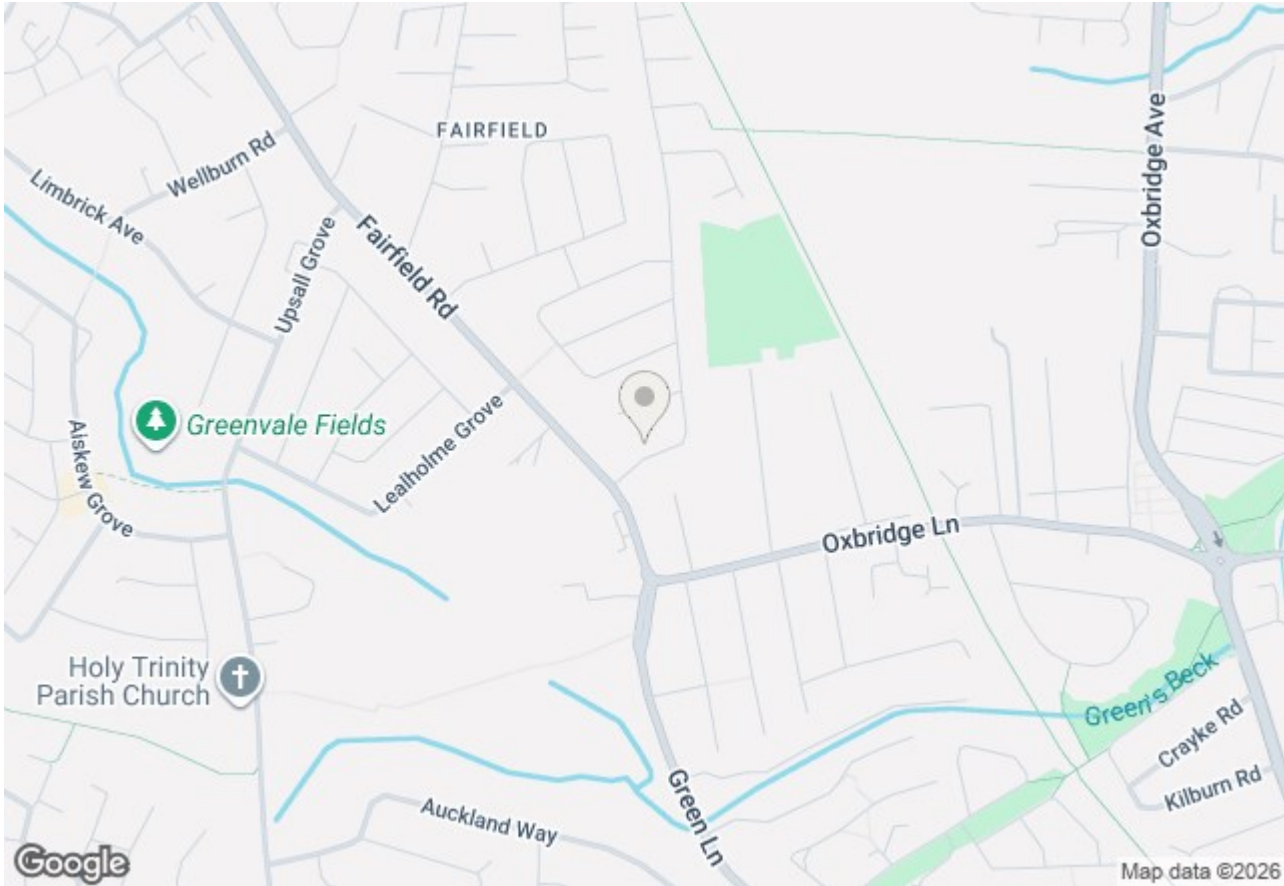 FAIRFIELD
Oxbridge Ave
Wellburn Rd
Limbrick Ave
Upsall Grove
Fairfield Rd
Greenvale Fields
Lealholme Grove
Aiskew Grove
Oxbridge Ln
Holy Trinity
Parish Church
Green's Beck
Crayke Rd
Kilburn Rd
Green Ln
Auckland Way
Google
Map data ©2026